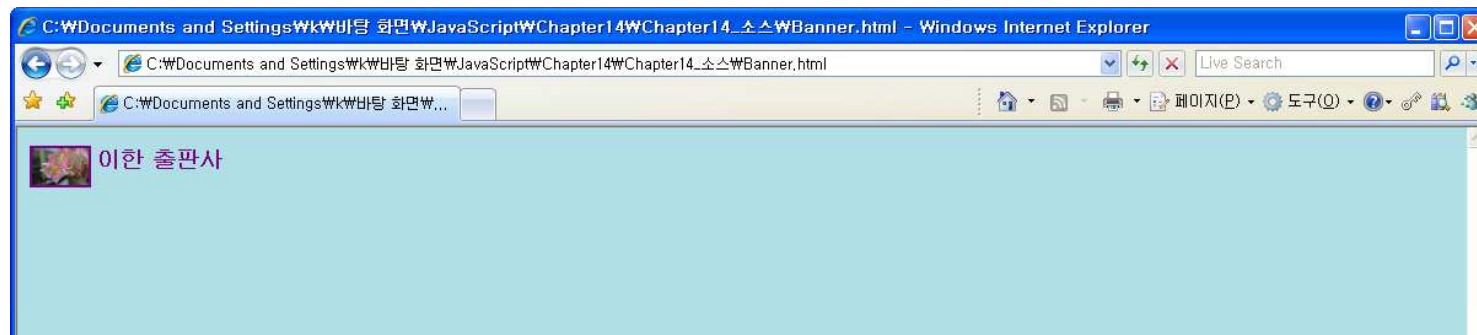 C:₩Documents and Settings₩k₩바탕 화면₩JavaScript₩Chapter14₩Chapter14_소스₩Banner.html - Windows Internet Explorer
C:₩Documents and Settings₩k₩바탕 화면₩JavaScript₩Chapter14₩Chapter14_소스₩Banner.html
Live Search
C:₩Documents and Settings₩k₩바탕 화면₩...
페이지(P)
도구(O)
이한 출판사